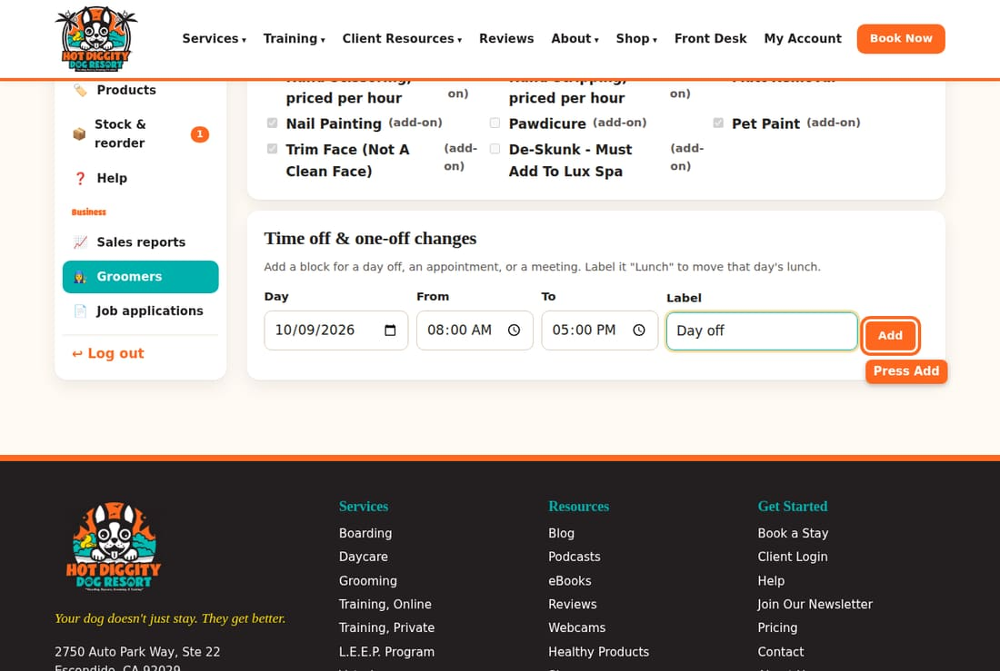 HOT DIGGITY
DOG RESORT
Services ▾
Training ▾
Client Resources ▾
Reviews
About ▾
Shop ▾
Front Desk
My Account
Book Now
Products
Stock &
reorder
1
Help
Business
Sales reports
Groomers
Job applications
↩ Log out
priced per hour
on)
priced per hour
on)
Nail Painting (add-on)
Pawdicure (add-on)
Pet Paint (add-on)
Trim Face (Not A
Clean Face)
(add-
on)
De-Skunk - Must
Add To Lux Spa
(add-
on)
Time off & one-off changes
Add a block for a day off, an appointment, or a meeting. Label it "Lunch" to move that day's lunch.
Day
From
To
Label
10/09/2026
08:00 AM
05:00 PM
Day off
Add
Press Add
HOT DIGGITY
DOG RESORT
Your dog doesn't just stay. They get better.
2750 Auto Park Way, Ste 22
Escondido, CA 92029
Services
Boarding
Daycare
Grooming
Training, Online
Training, Private
L.E.E.P. Program
Resources
Blog
Podcasts
eBooks
Reviews
Webcams
Healthy Products
Get Started
Book a Stay
Client Login
Help
Join Our Newsletter
Pricing
Contact